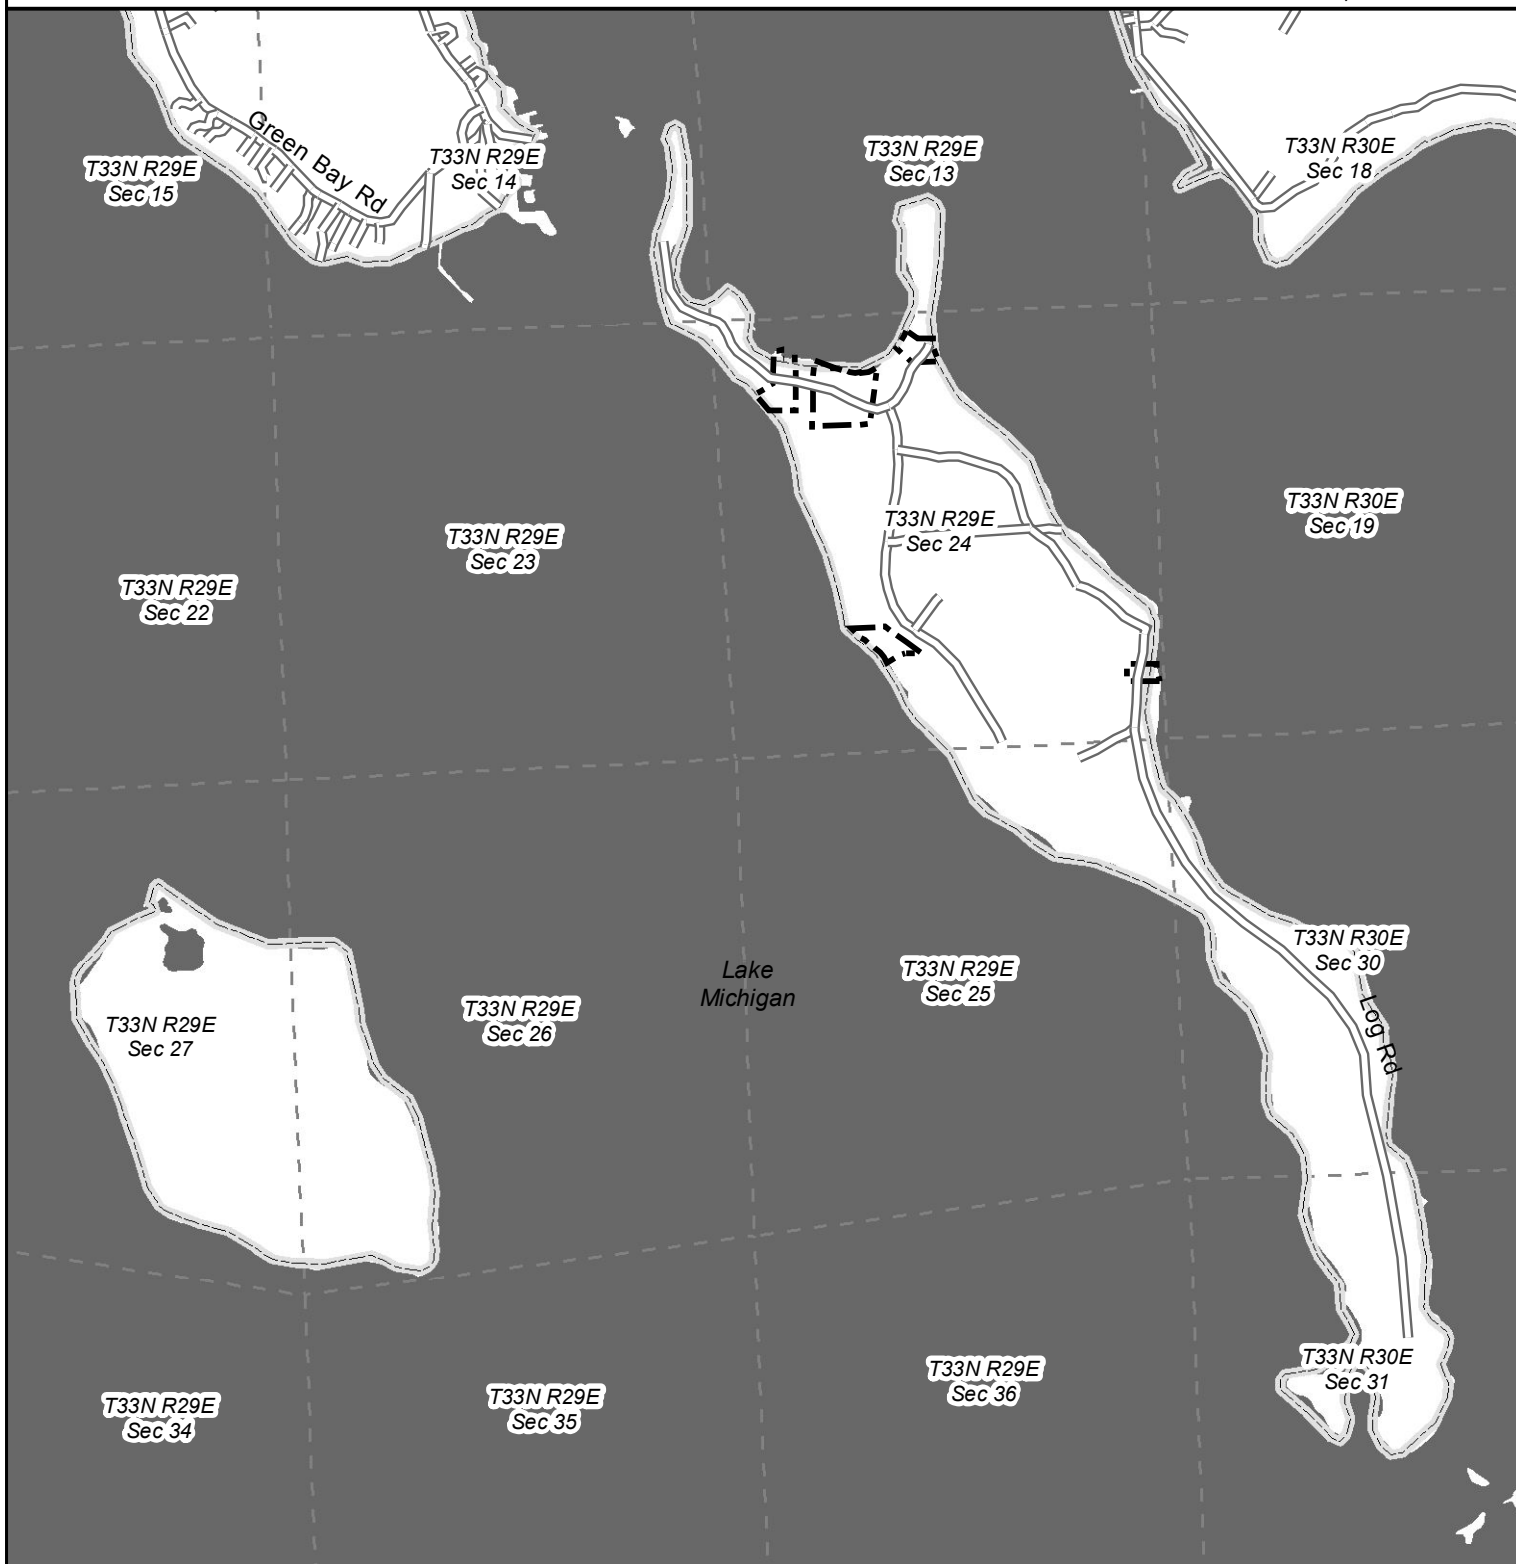 Green Bay Rd
T33N R29E
Sec 15
T33N R29E
Sec 14
T33N R29E
Sec 13
T33N R30E
Sec 18
T33N R29E
Sec 22
T33N R29E
Sec 23
T33N R29E
Sec 24
T33N R30E
Sec 19
T33N R29E
Sec 27
T33N R29E
Sec 26
Lake
Michigan
T33N R29E
Sec 25
T33N R30E
Sec 30
Log Rd
T33N R29E
Sec 34
T33N R29E
Sec 35
T33N R29E
Sec 36
T33N R30E
Sec 31